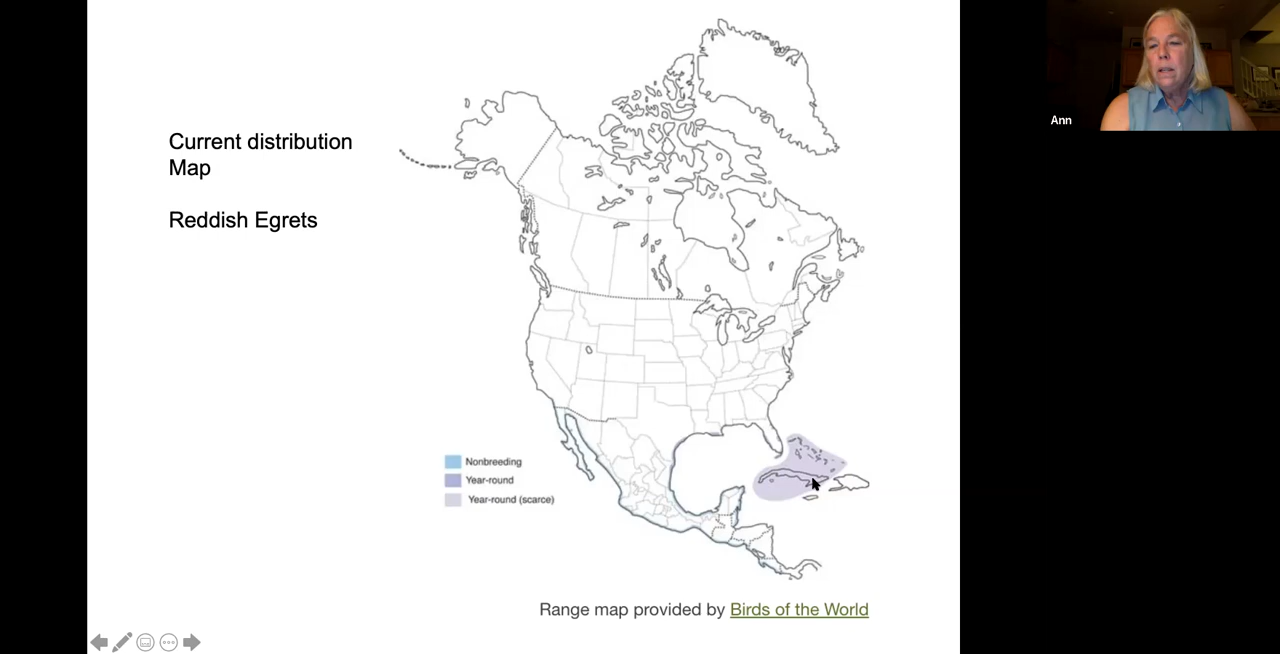 Current distribution
Map
Reddish Egrets
Nonbreeding
Year-round
Year-round (scarce)
Range map provided by Birds of the World
Ann